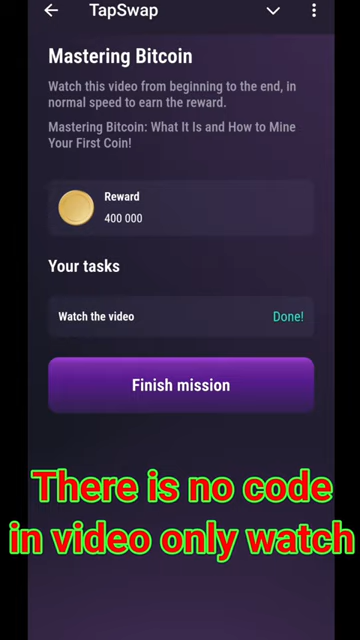 TapSwap
Mastering Bitcoin
Watch this video from beginning to the end, in
normal speed to earn the reward.
Mastering Bitcoin: What It Is and How to Mine
Your First Coin!
Reward
400 000
Your tasks
Watch the video Done!
Finish mission
There is no code
in video only watch